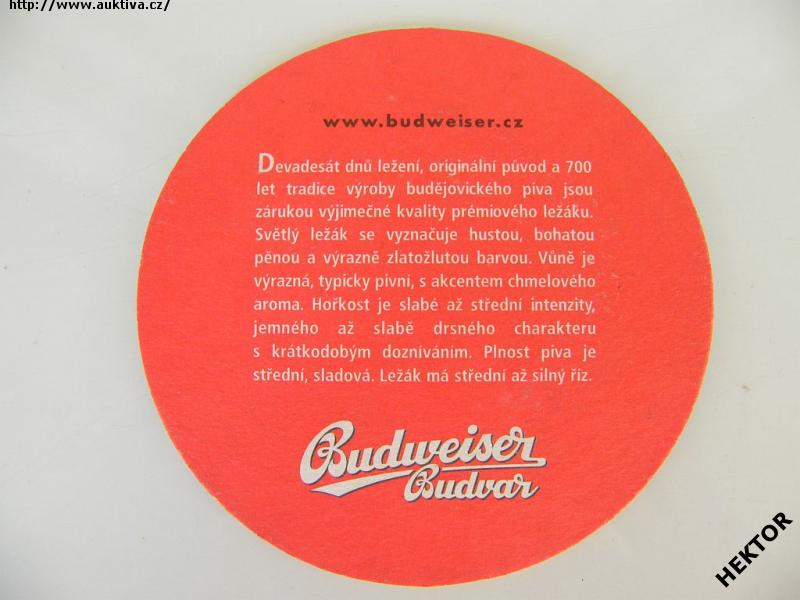 http://www.auktiva.cz/
www.budweiser.cz
Devadesát dnů ležení, originální původ a 700
let tradice výroby budějovického piva jsou
zárukou výjimečné kvality prémiového ležáku.
Světlý ležák se vyznačuje hustou, bohatou
pěnou a výrazně zlatožlutou barvou. Vůně je
výrazná, typicky pivní, s akcentem chmelového
aroma. Hořkost je slabé až střední intenzity,
jemného až slabě drsného charakteru
s krátkodobým dozníváním. Plnost piva je
střední, sladová. Ležák má střední až silný říz.
Budweiser
Budvar
HEKTOR